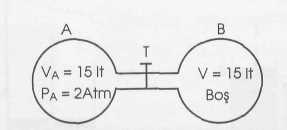 A
B
T
V_A = 15 lt
P_A = 2Atm
V = 15 lt
Boş